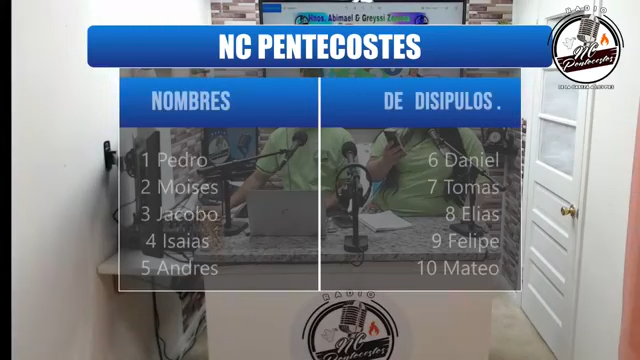 Hnos. Abimael & Greyssi
NC PENTECOSTES
RADIO
NC
Pentecostes
NOMBRES
DE DISIPULOS.
1 Pedro
2 Moises
3 Jacobo
4 Isaias
5 Andres
6 Daniel
7 Tomas
8 Elias
9 Felipe
10 Mateo
RADIO
NC
Pentecostes